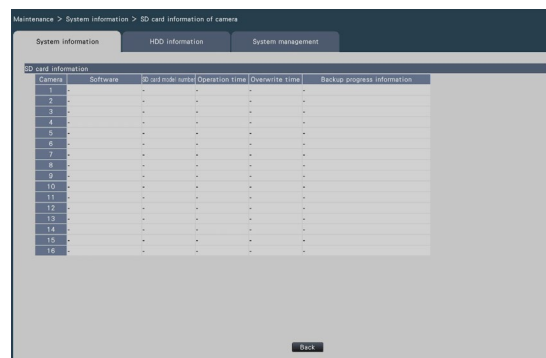 Maintenance > System information > SD card information of camera
System information HDD information System management
SD card information
Camera Software SD card model number Operation time Overwrite time Backup progress information
1 - - - - -
2 - - - - -
3 - - - - -
4 - - - - -
5 - - - - -
6 - - - - -
7 - - - - -
8 - - - - -
9 - - - - -
10 - - - - -
11 - - - - -
12 - - - - -
13 - - - - -
14 - - - - -
15 - - - - -
16 - - - - -
Back